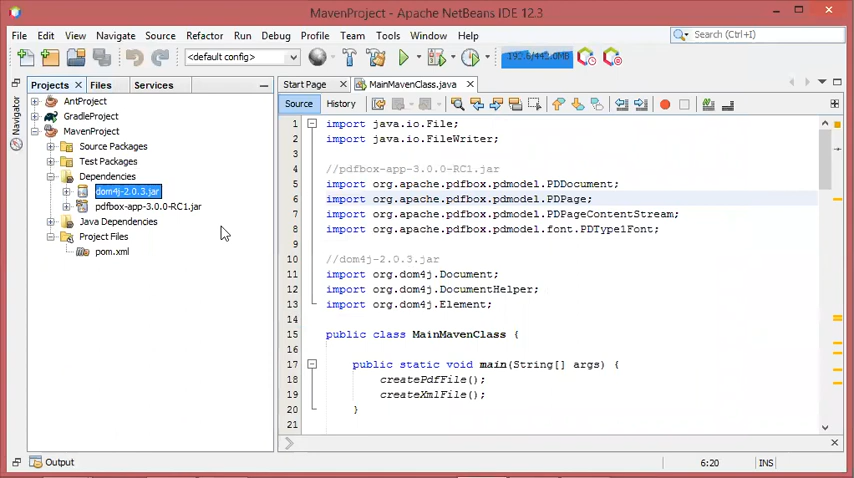 MavenProject - Apache NetBeans IDE 12.3
File Edit View Navigate Source Refactor Run Debug Profile Team Tools Window Help
Search (Ctrl+I)
<default config>
192.6/442.0MB
Projects Files Services
Start Page MainMavenClass.java
Navigator
Source History
AntProject
GradleProject
MavenProject
Source Packages
Test Packages
Dependencies
dom4j-2.0.3.jar
pdfbox-app-3.0.0-RC1.jar
Java Dependencies
Project Files
pom.xml
1 import java.io.File;
2 import java.io.FileWriter;
3
4 //pdfbox-app-3.0.0-RC1.jar
5 import org.apache.pdfbox.pdmodel.PDDocument;
6 import org.apache.pdfbox.pdmodel.PDPage;
7 import org.apache.pdfbox.pdmodel.PDPageContentStream;
8 import org.apache.pdfbox.pdmodel.font.PDType1Font;
9
10 //dom4j-2.0.3.jar
11 import org.dom4j.Document;
12 import org.dom4j.DocumentHelper;
13 import org.dom4j.Element;
14
15 public class MainMavenClass {
16
17 public static void main(String[] args) {
18 createPdfFile();
19 createXmlFile();
20 }
21
Output
6:20 INS